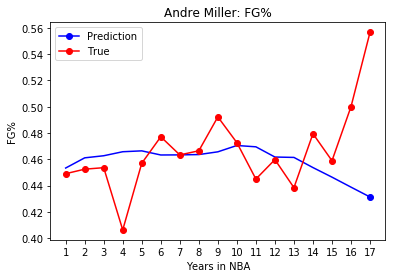 Andre Miller: FG%
Prediction
True
FG%
0.56
0.54
0.52
0.50
0.48
0.46
0.44
0.42
0.40
1 2 3 4 5 6 7 8 9 10 11 12 13 14 15 16 17
Years in NBA